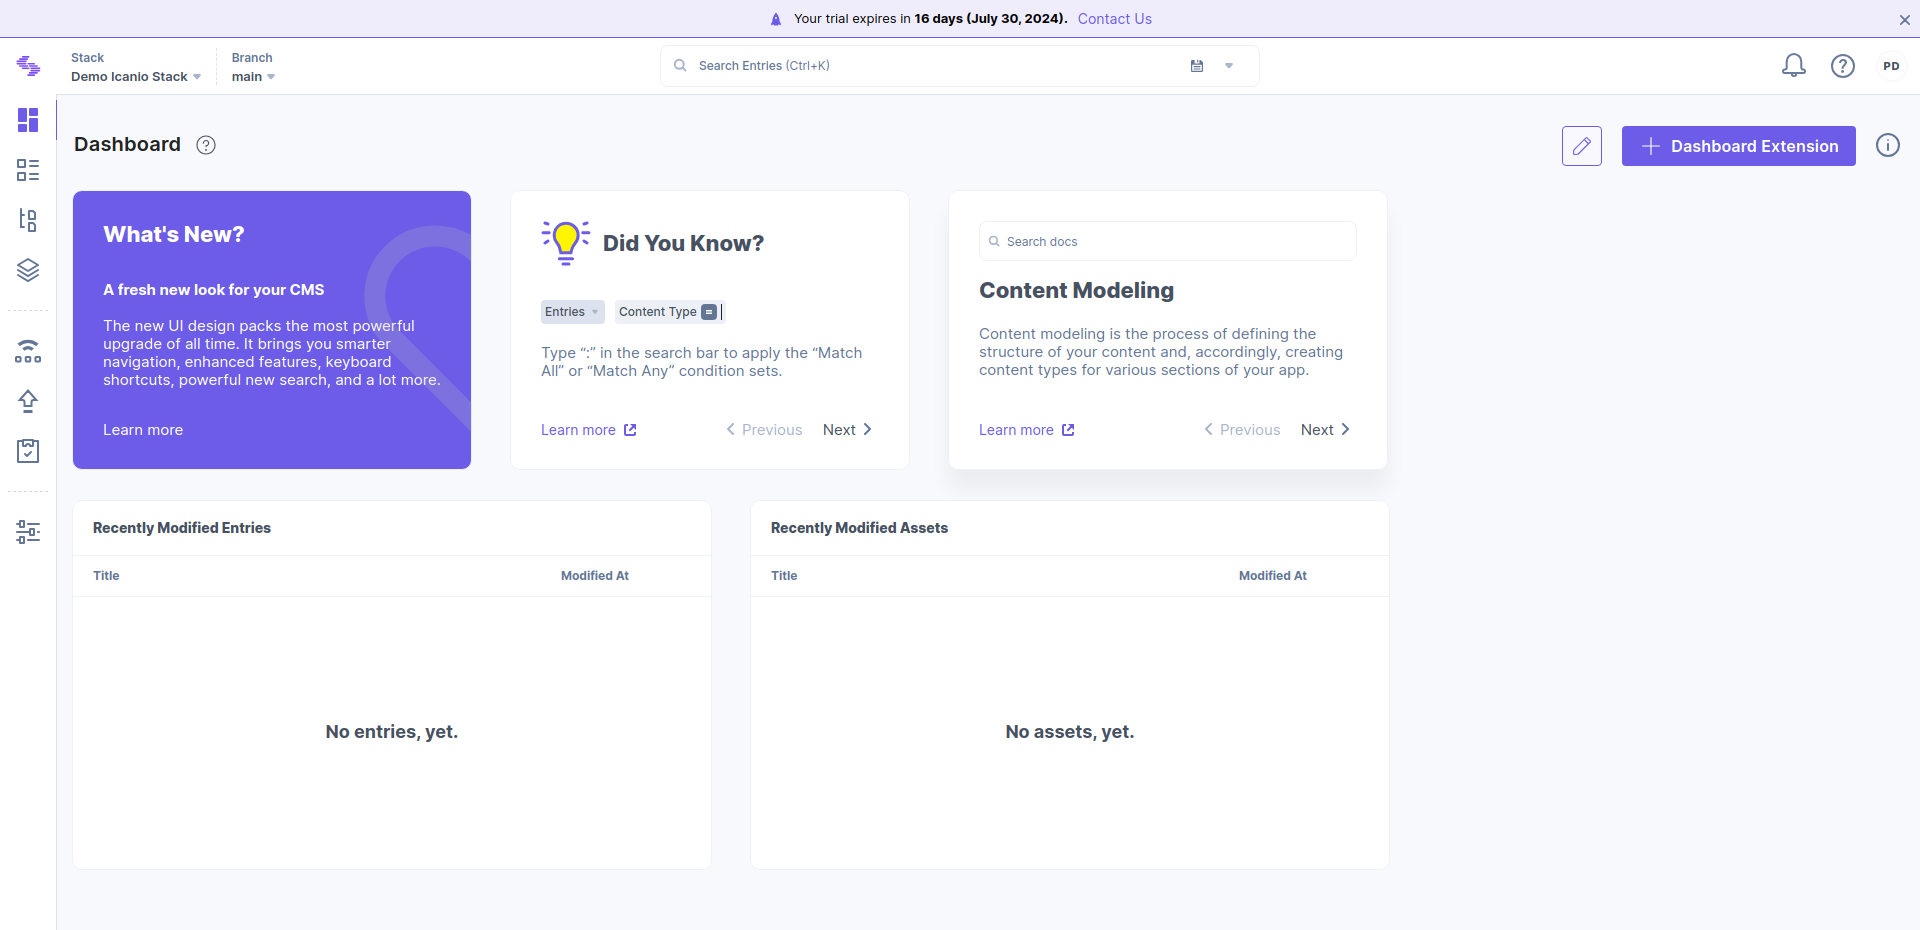 Your trial expires in 16 days (July 30, 2024). Contact Us
Stack
Demo Icanio Stack
Branch
main
Search Entries (Ctrl+K)
PD
Dashboard
Dashboard Extension
What's New?
A fresh new look for your CMS
The new UI design packs the most powerful
upgrade of all time. It brings you smarter
navigation, enhanced features, keyboard
shortcuts, powerful new search, and a lot more.
Learn more
Did You Know?
Entries
Content Type =
Type “:” in the search bar to apply the “Match
All” or “Match Any” condition sets.
Learn more
Previous
Next
Search docs
Content Modeling
Content modeling is the process of defining the
structure of your content and, accordingly, creating
content types for various sections of your app.
Learn more
Previous
Next
Recently Modified Entries
Title
Modified At
No entries, yet.
Recently Modified Assets
Title
Modified At
No assets, yet.